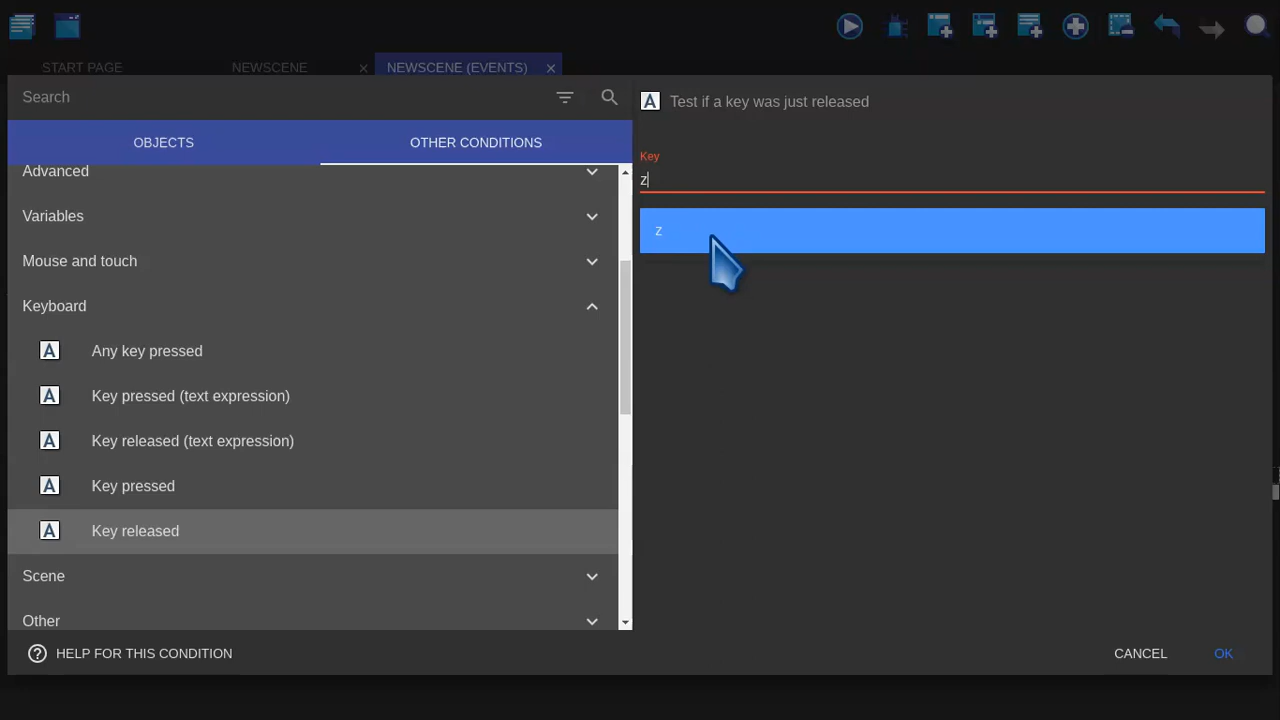 START PAGE
NEWSCENE
NEWSCENE (EVENTS)
Search
OBJECTS
OTHER CONDITIONS
Advanced
Variables
Mouse and touch
Keyboard
Any key pressed
Key pressed (text expression)
Key released (text expression)
Key pressed
Key released
Scene
Other
HELP FOR THIS CONDITION
Test if a key was just released
Key
z
z
CANCEL
OK